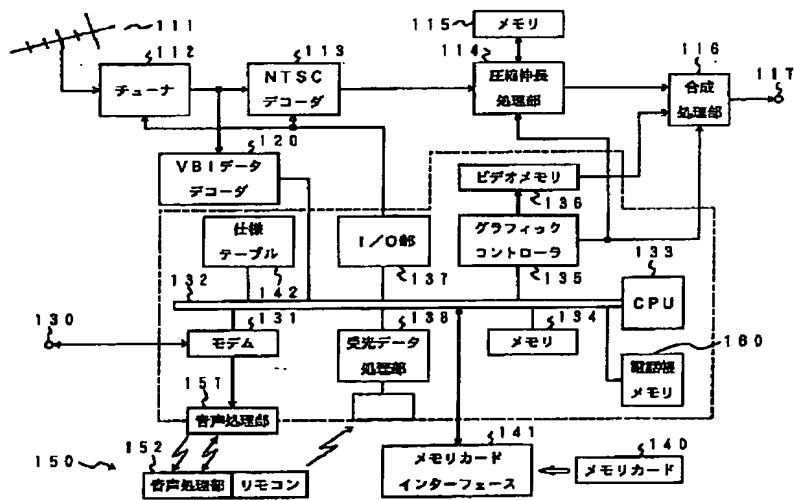 111
112
チューナ
113
NTSC
デコーダ
115
メモリ
114
圧縮伸長
処理部
116
合成
処理部
117
120
VBIデータ
デコーダ
ビデオメモリ
136
仕様
テーブル
142
I/O部
137
グラフィック
コントローラ
135
133
CPU
132
130
131
モデム
138
受光データ
処理部
134
メモリ
160
電話帳
メモリ
151
音声処理部
150
152
音声処理部
リモコン
141
メモリカード
インターフェース
140
メモリカード